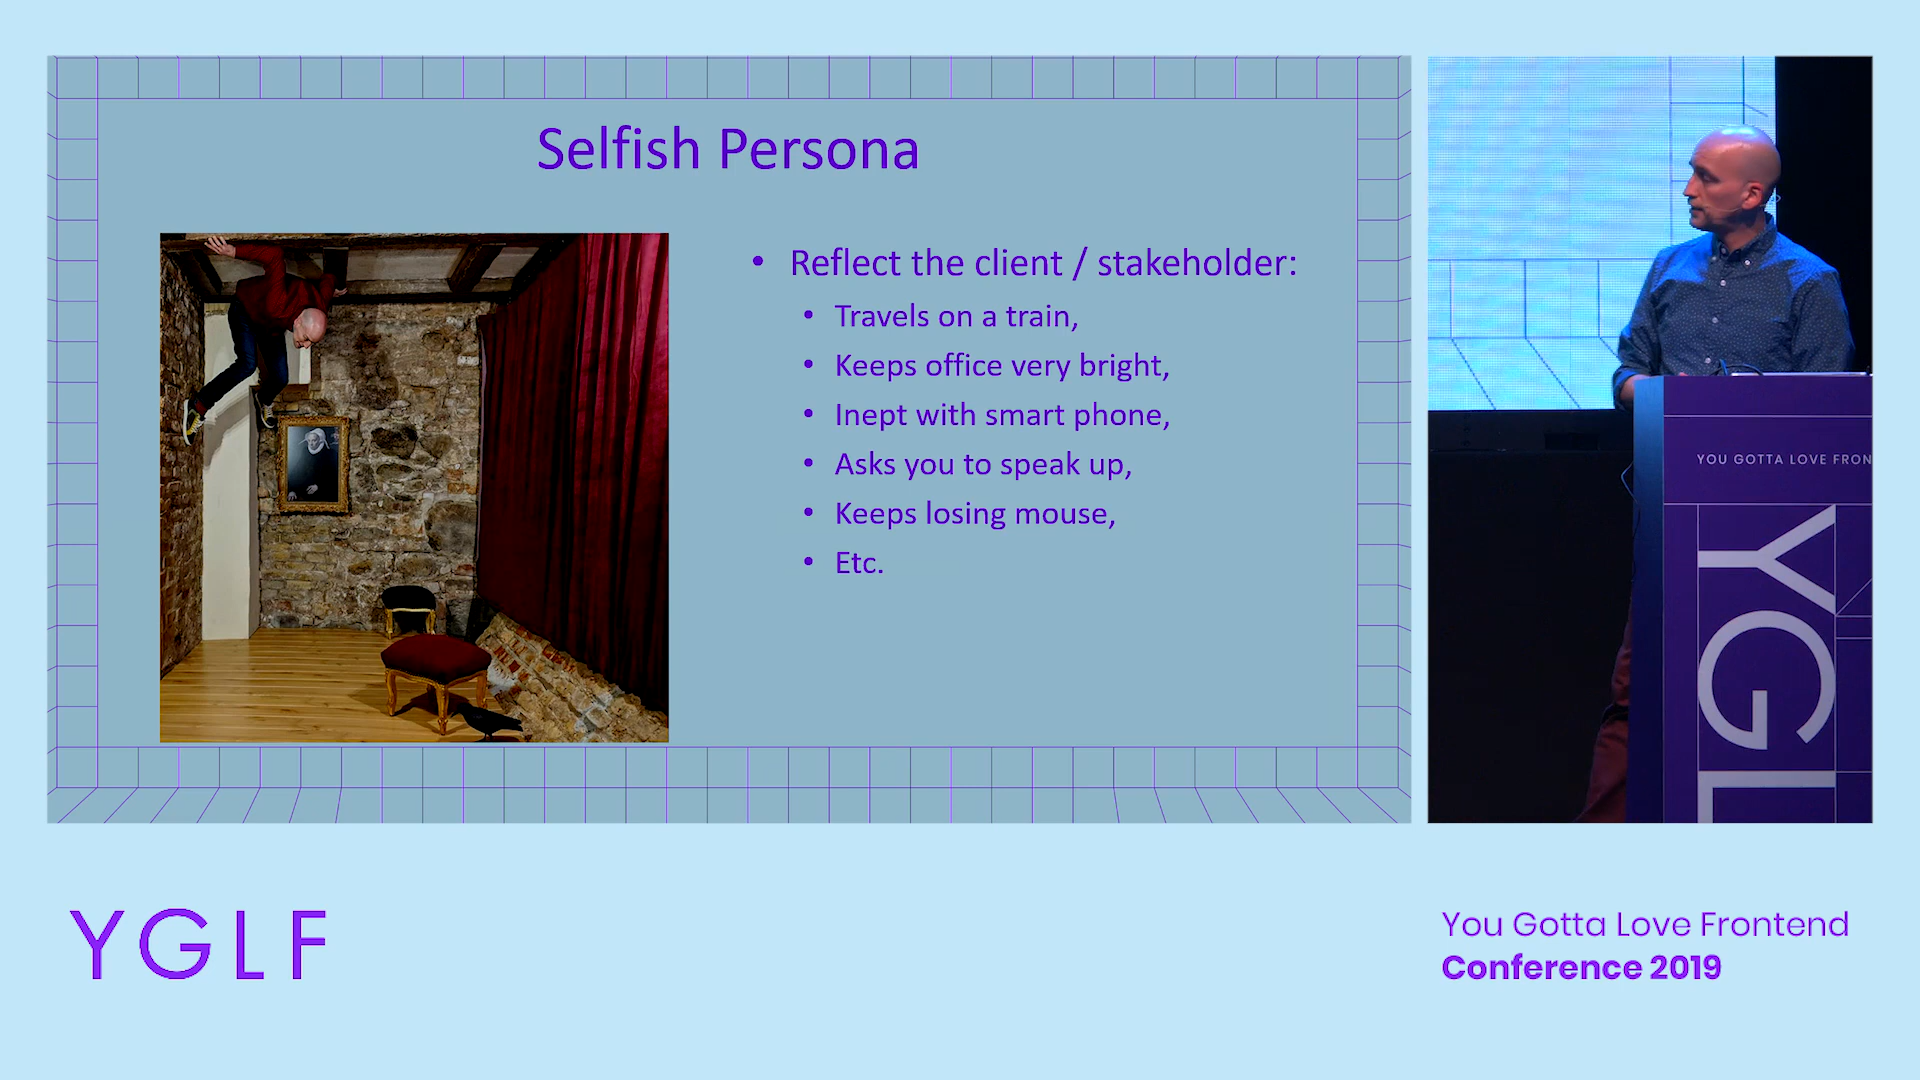 Selfish Persona
• Reflect the client / stakeholder:
• Travels on a train,
• Keeps office very bright,
• Inept with smart phone,
• Asks you to speak up,
• Keeps losing mouse,
• Etc.
YOU GOTTA LOVE FRON
YGL
YGLF
You Gotta Love Frontend
Conference 2019